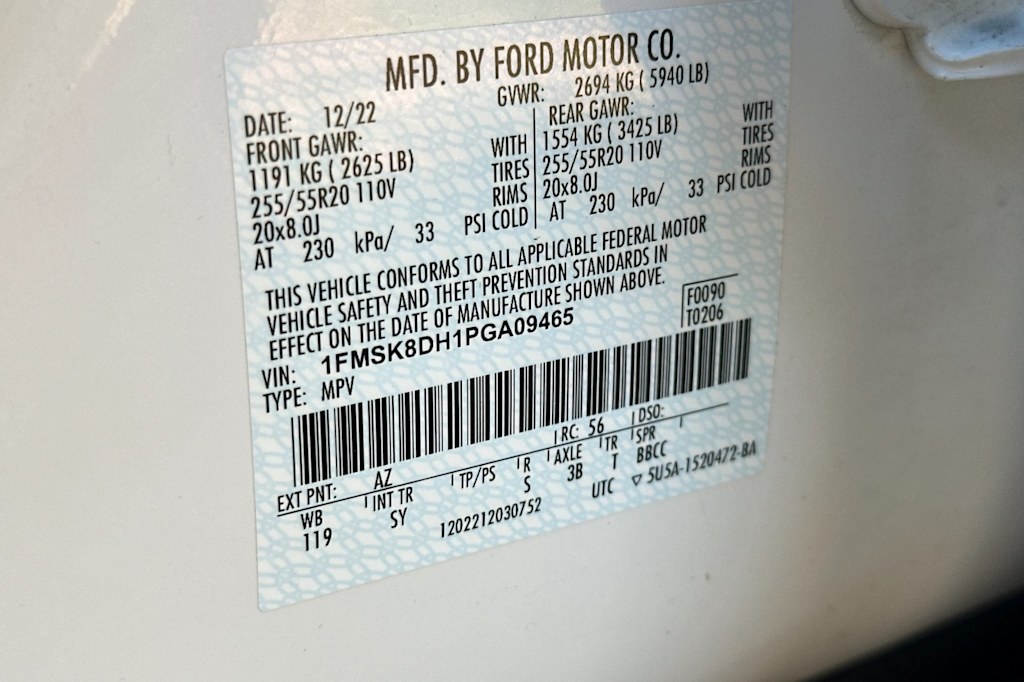 MFD. BY FORD MOTOR CO.
DATE: 12/22 GVWR: 2694 KG ( 5940 LB)
FRONT GAWR: REAR GAWR:
1191 KG ( 2625 LB) WITH 1554 KG ( 3425 LB) WITH
255/55R20 110V TIRES 255/55R20 110V TIRES
20x8.0J RIMS 20x8.0J RIMS
AT 230 kPa/ 33 PSI COLD AT 230 kPa/ 33 PSI COLD
THIS VEHICLE CONFORMS TO ALL APPLICABLE FEDERAL MOTOR
VEHICLE SAFETY AND THEFT PREVENTION STANDARDS IN
EFFECT ON THE DATE OF MANUFACTURE SHOWN ABOVE.
VIN: 1FMSK8DH1PGA09465 F0090
TYPE: MPV T0206
EXT PNT: AZ RC: 56 DSO:
WB INT TR TP/PS R AXLE TR SPR
119 SY S 3B T BBCC
1202212030752 UTC ▽ 5U5A-1520472-BA